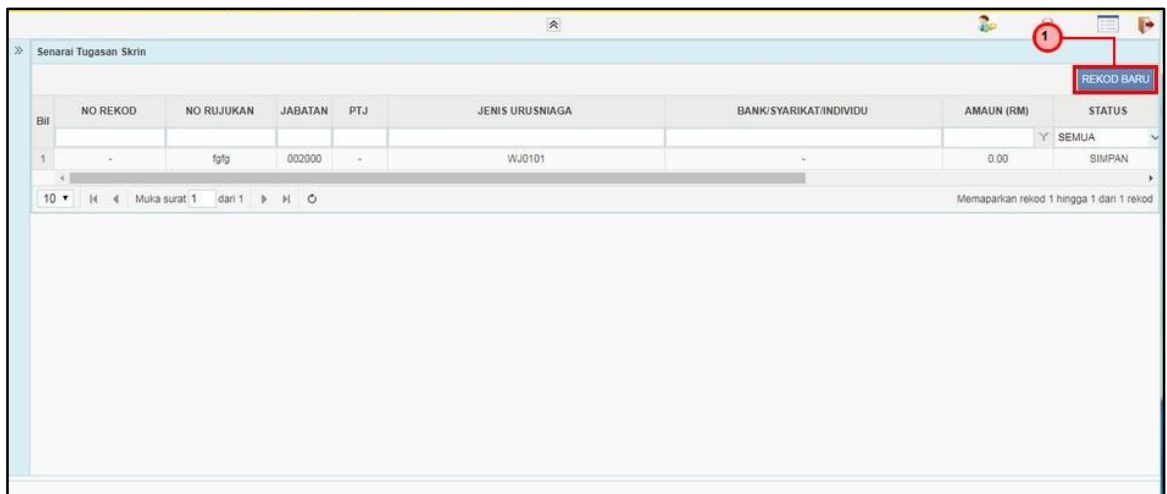 1
Senarai Tugasan Skrin
REKOD BARU
Bil NO REKOD NO RUJUKAN JABATAN PTJ JENIS URUSNIAGA BANK/SYARIKAT/INDIVIDU AMAUN (RM) STATUS
SEMUA
1 - fgfg 002000 - WJ0101 - 0.00 SIMPAN
10 Muka surat 1 dari 1 Memaparkan rekod 1 hingga 1 dari 1 rekod